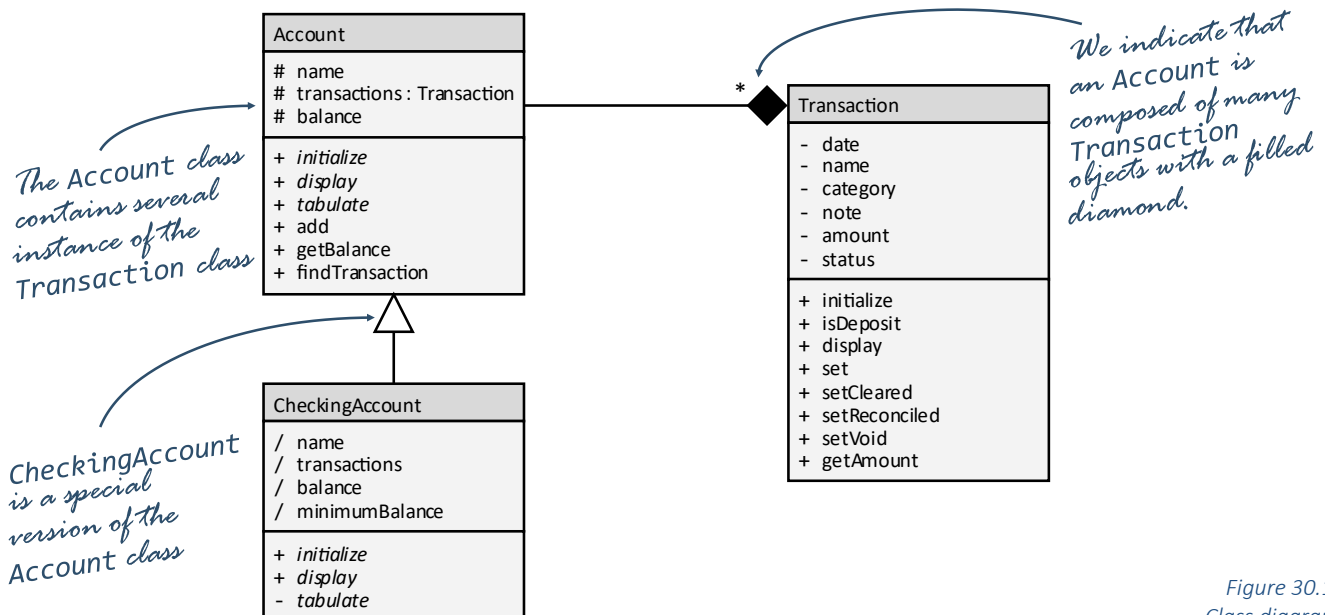 Account
# name
# transactions : Transaction
# balance
+ initialize
+ display
+ tabulate
+ add
+ getBalance
+ findTransaction
*
Transaction
- date
- name
- category
- note
- amount
- status
+ initialize
+ isDeposit
+ display
+ set
+ setCleared
+ setReconciled
+ setVoid
+ getAmount
We indicate that
an Account is
composed of many
Transaction
objects with a filled
diamond.
The Account class
contains several
instance of the
Transaction class
CheckingAccount
is a special
version of the
Account class
CheckingAccount
/ name
/ transactions
/ balance
/ minimumBalance
+ initialize
+ display
- tabulate
Figure 30.
Class